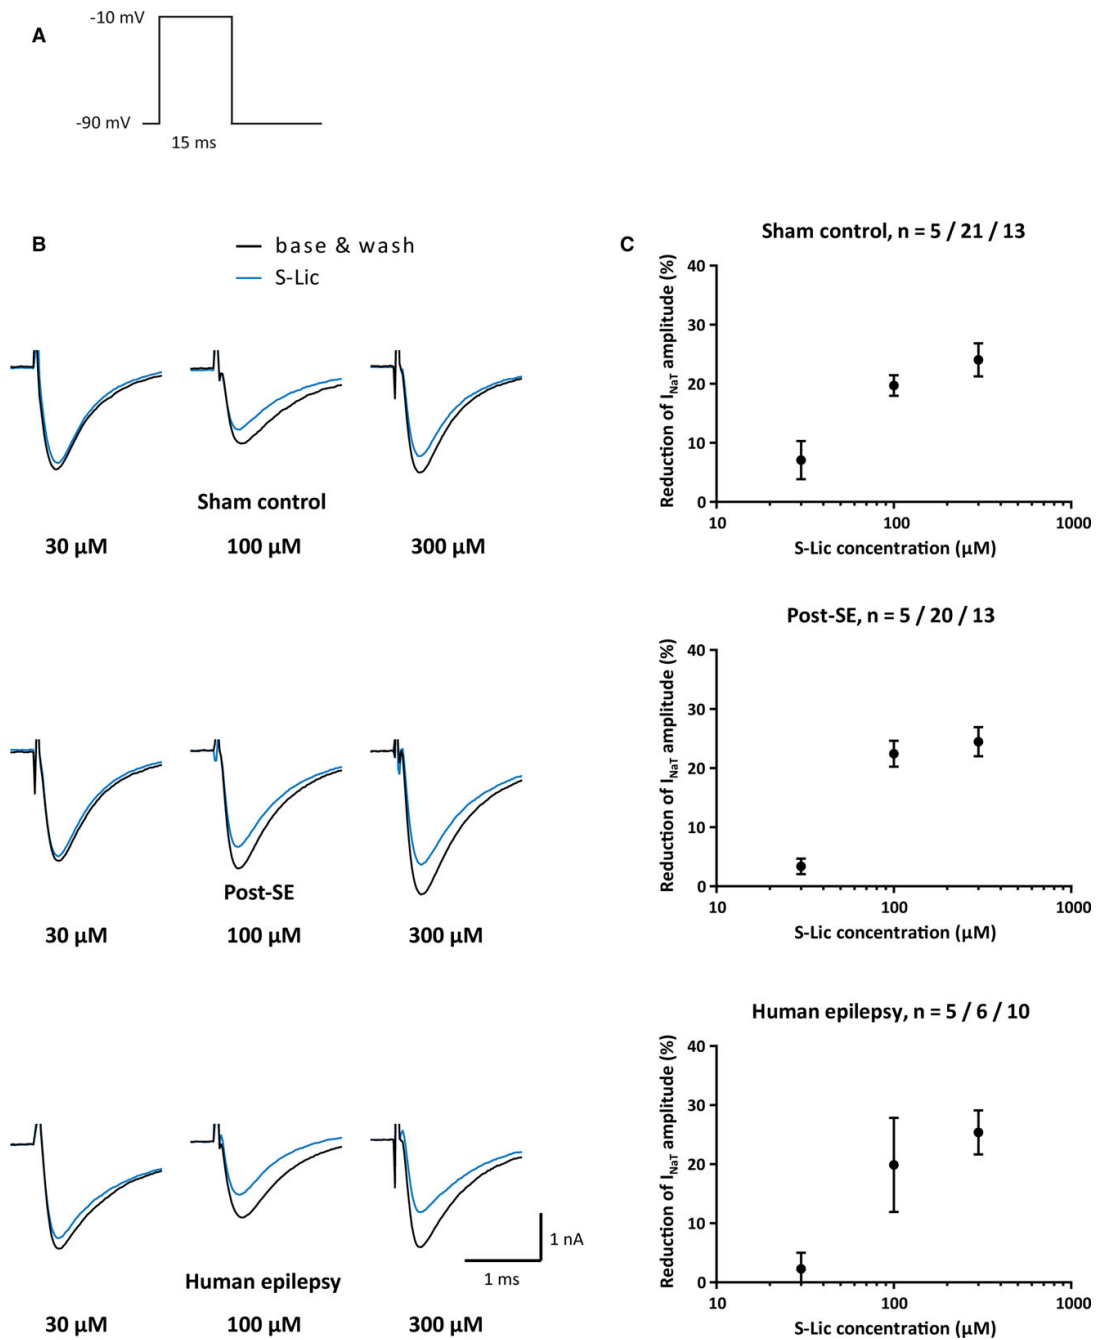 A
-10 mV
-90 mV
15 ms
B
base & wash
S-Lic
Sham control
30 µM
100 µM
300 µM
Post-SE
30 µM
100 µM
300 µM
Human epilepsy
30 µM
100 µM
300 µM
1 nA
1 ms
C
Sham control, n = 5 / 21 / 13
Reduction of I_NaT amplitude (%)
40
30
20
10
0
10
100
1000
S-Lic concentration (µM)
Post-SE, n = 5 / 20 / 13
Reduction of I_NaT amplitude (%)
40
30
20
10
0
10
100
1000
S-Lic concentration (µM)
Human epilepsy, n = 5 / 6 / 10
Reduction of I_NaT amplitude (%)
40
30
20
10
0
10
100
1000
S-Lic concentration (µM)